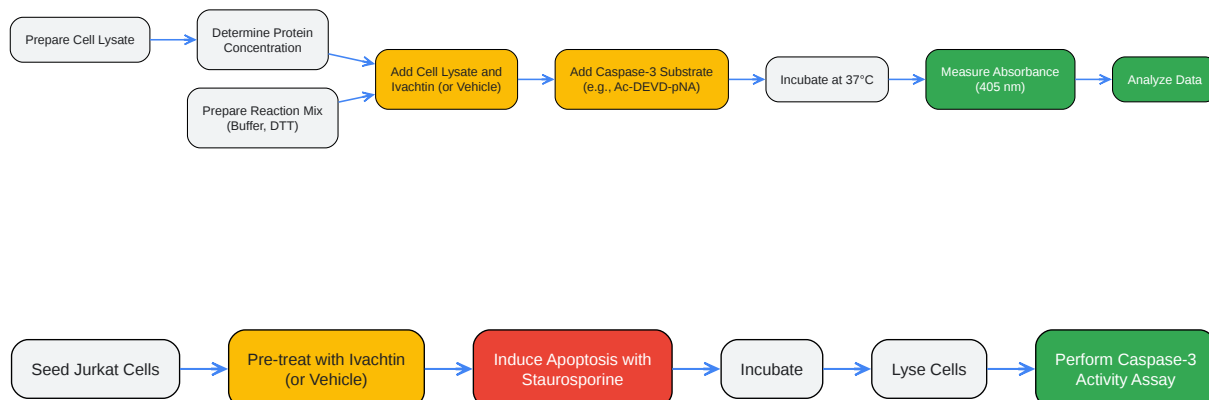 Prepare Cell Lysate
Determine Protein
Concentration
Prepare Reaction Mix
(Buffer, DTT)
Add Cell Lysate and
Ivachtin (or Vehicle)
Add Caspase-3 Substrate
(e.g., Ac-DEVD-pNA)
Incubate at 37°C
Measure Absorbance
(405 nm)
Analyze Data
Seed Jurkat Cells
Pre-treat with Ivachtin
(or Vehicle)
Induce Apoptosis with
Staurosporine
Incubate
Lyse Cells
Perform Caspase-3
Activity Assay